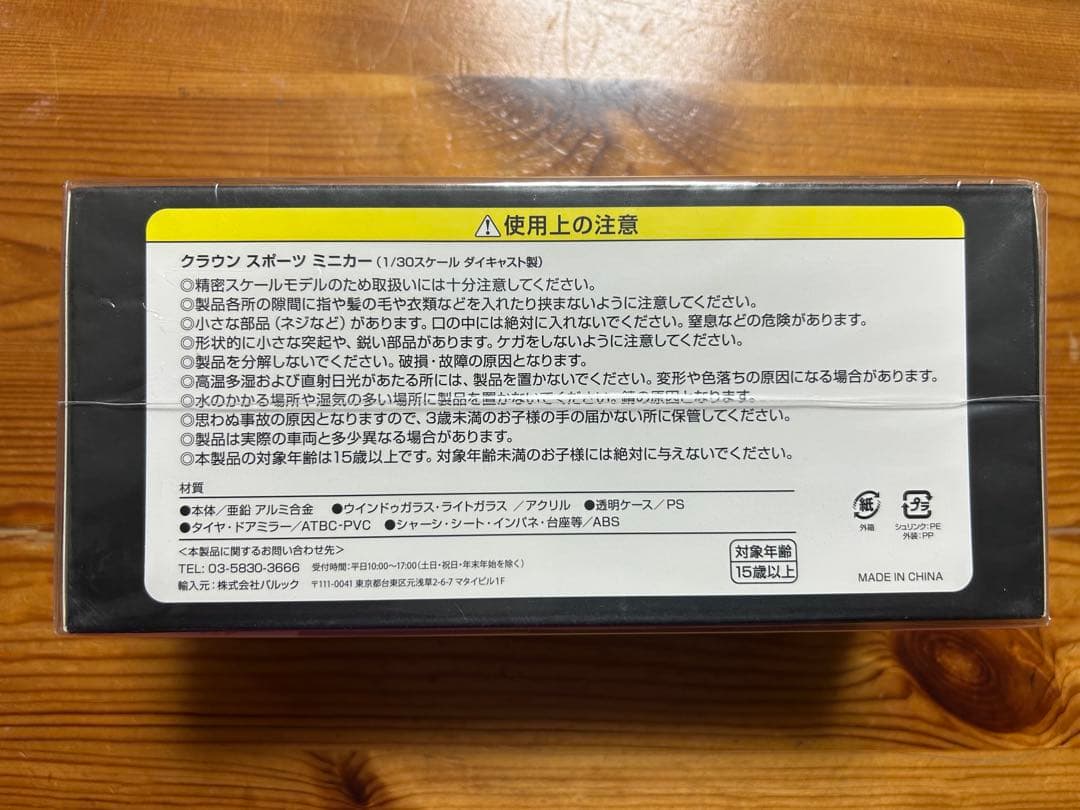 ⚠使用上の注意
クラウン スポーツ ミニカー (1/30スケール ダイキャスト製)
◎精密スケールモデルのため取扱いには十分注意してください。
◎製品各所の隙間に指や髪の毛や衣類などを入れたり挟まないように注意してください。
◎小さな部品(ネジなど)があります。口の中には絶対に入れないでください。窒息などの危険があります。
◎形状的に小さな突起や、鋭い部品があります。ケガをしないように注意してください。
◎製品を分解しないでください。破損・故障の原因となります。
◎高温多湿および直射日光があたる所には、製品を置かないでください。変形や色落ちの原因になる場合があります。
◎水のかかる場所や湿気の多い場所に製品を置かないでください。錆の原因となります。
◎思わぬ事故の原因となりますので、3歳未満のお子様の手の届かない所に保管してください。
◎製品は実際の車両と多少異なる場合があります。
◎本製品の対象年齢は15歳以上です。対象年齢未満のお子様には絶対に与えないでください。
材質
●本体/亜鉛 アルミ合金 ●ウインドゥガラス・ライトガラス /アクリル ●透明ケース/PS
●タイヤ・ドアミラー/ATBC-PVC ●シャーシ・シート・インパネ・台座等/ABS
<本製品に関するお問い合わせ先>
TEL: 03-5830-3666 受付時間:平日10:00〜17:00(土日・祝日・年末年始を除く)
輸入元:株式会社バルック 〒111-0041 東京都台東区元浅草2-6-7 マタイビル1F
対象年齢
15歳以上
紙
外箱
プラ
シュリンク:PE
外装:PP
MADE IN CHINA